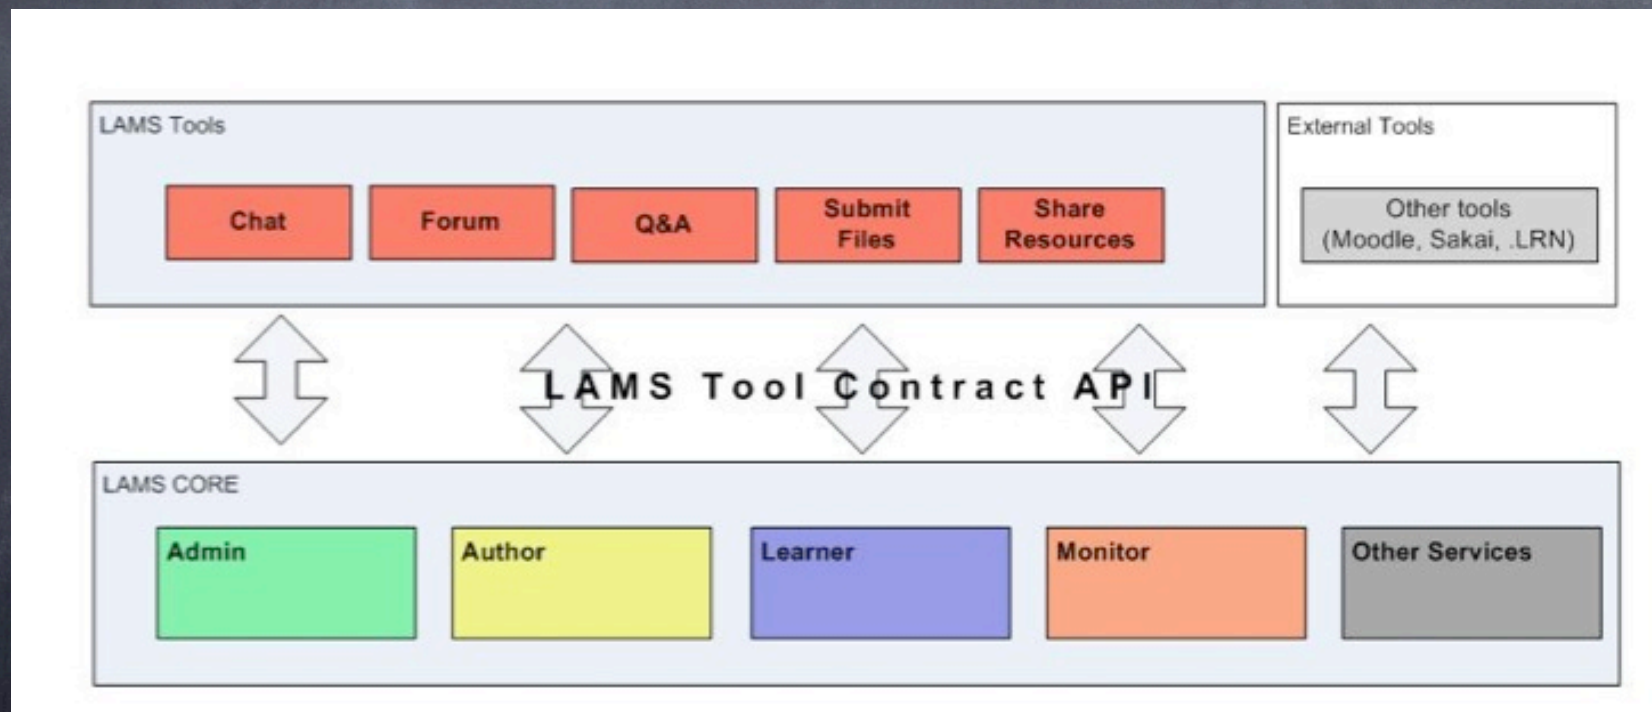 LAMS Tools
External Tools
Chat
Forum
Q&A
Submit
Files
Share
Resources
Other tools
(Moodle, Sakai, .LRN)
LAMS Tool Contract API
LAMS CORE
Admin
Author
Learner
Monitor
Other Services